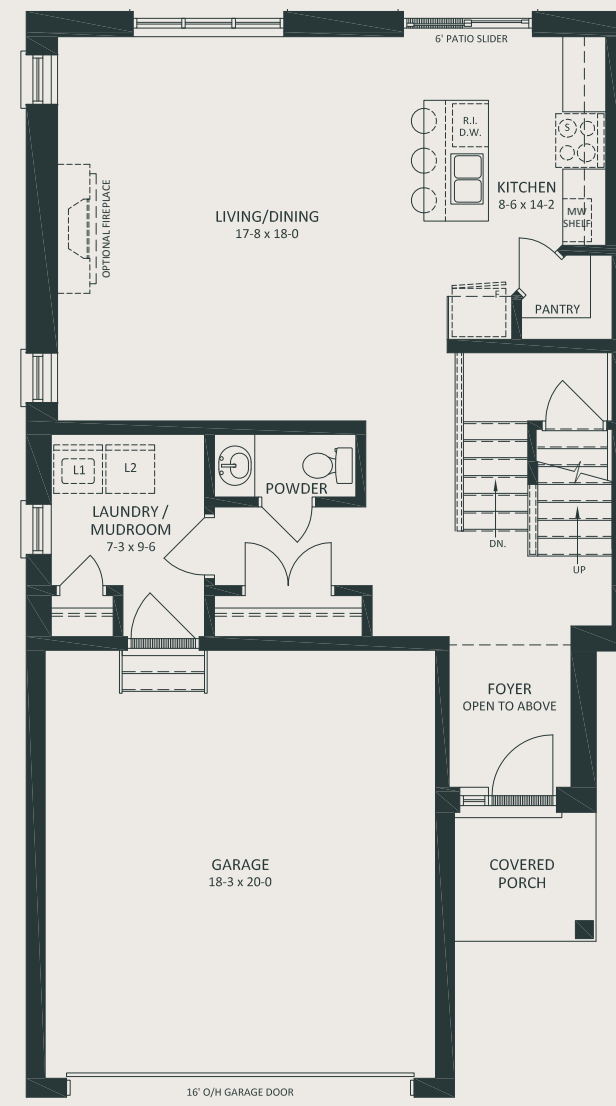 6' PATIO SLIDER
R.I.
D.W.
S
KITCHEN
8-6 x 14-2
MW
SHELF
OPTIONAL FIREPLACE
LIVING/DINING
17-8 x 18-0
F
PANTRY
L1
L2
POWDER
LAUNDRY /
MUDROOM
7-3 x 9-6
DN.
UP
FOYER
OPEN TO ABOVE
GARAGE
18-3 x 20-0
COVERED
PORCH
16' O/H GARAGE DOOR